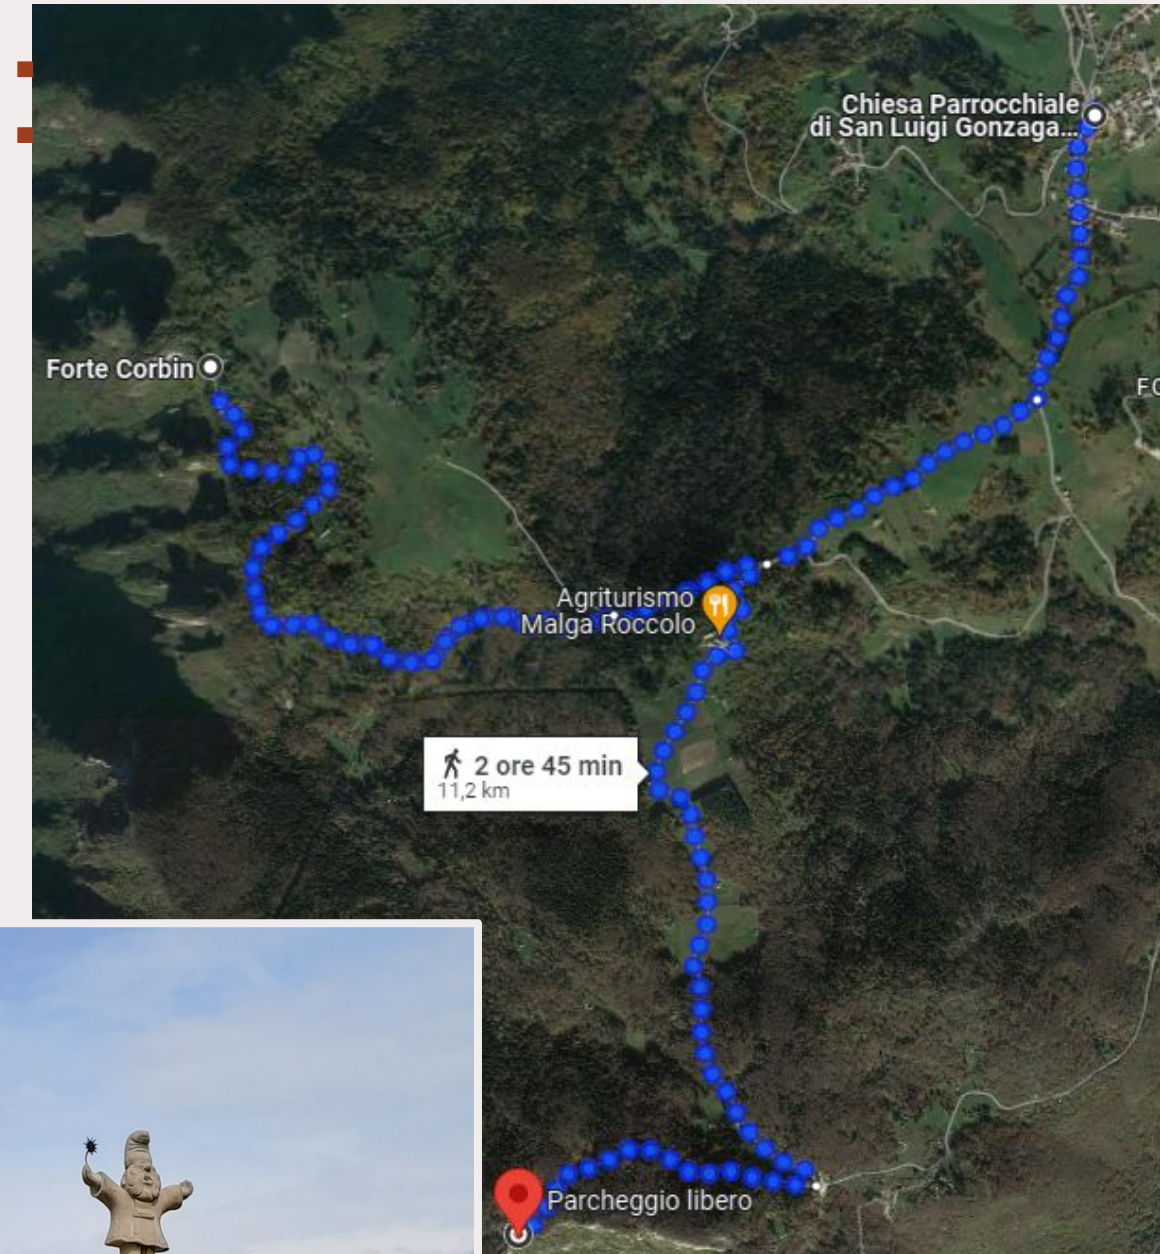 Chiesa Parrocchiale
di San Luigi Gonzaga...
Forte Corbin
FO
Agriturismo
Malga Roccolo
2 ore 45 min
11,2 km
Parcheggio libero